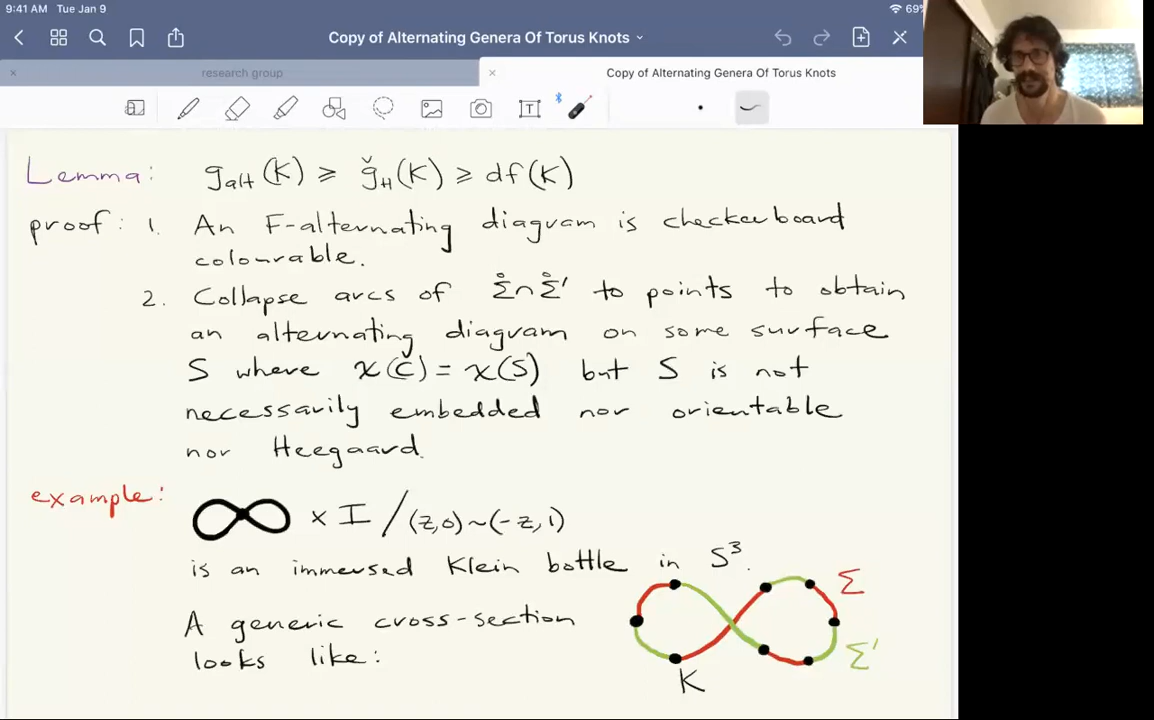 9:41 AM Tue Jan 9
69%
Copy of Alternating Genera Of Torus Knots
research group
Copy of Alternating Genera Of Torus Knots
Lemma: g_alt(K) ⩾ ǧ_H(K) ⩾ df(K)
proof: 1. An F-alternating diagram is checkerboard
colourable.
2. Collapse arcs of Σ̊∩Σ̊' to points to obtain
an alternating diagram on some surface
S where χ(C) = χ(S) but S is not
necessarily embedded nor orientable
nor Heegaard.
example:
∞ × I /(z,0)~(-z,1)
is an immersed Klein bottle in S³.
A generic cross-section
looks like:
Σ
Σ'
K